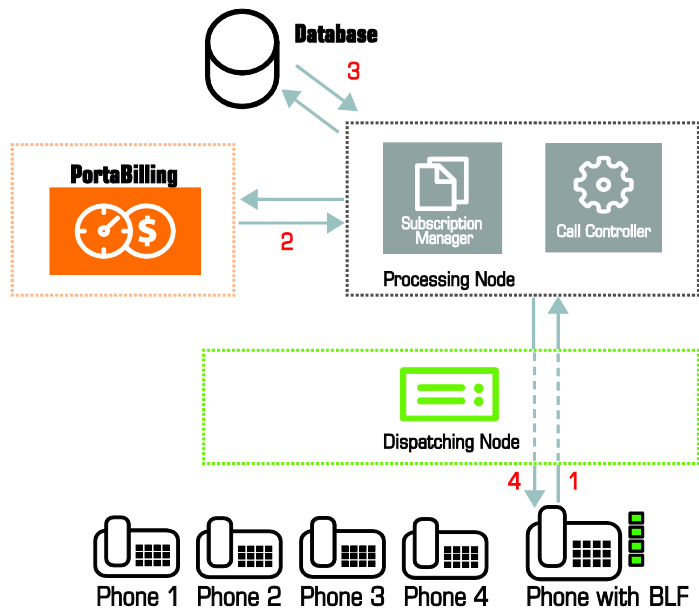 Database
3
PortaBilling
$
2
Subscription
Manager
Call Controller
Processing Node
Dispatching Node
4
1
Phone 1
Phone 2
Phone 3
Phone 4
Phone with BLF